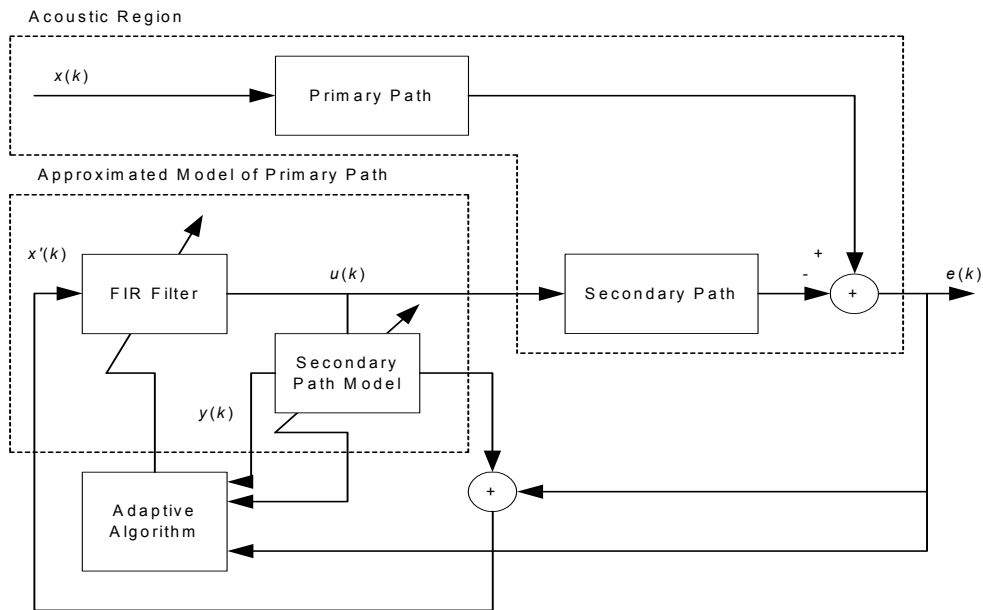 Acoustic Region
x(k)
Primary Path
Approximated Model of Primary Path
x'(k)
FIR Filter
u(k)
Secondary Path
+
-
+
e(k)
Secondary
Path Model
y(k)
Adaptive
Algorithm
+